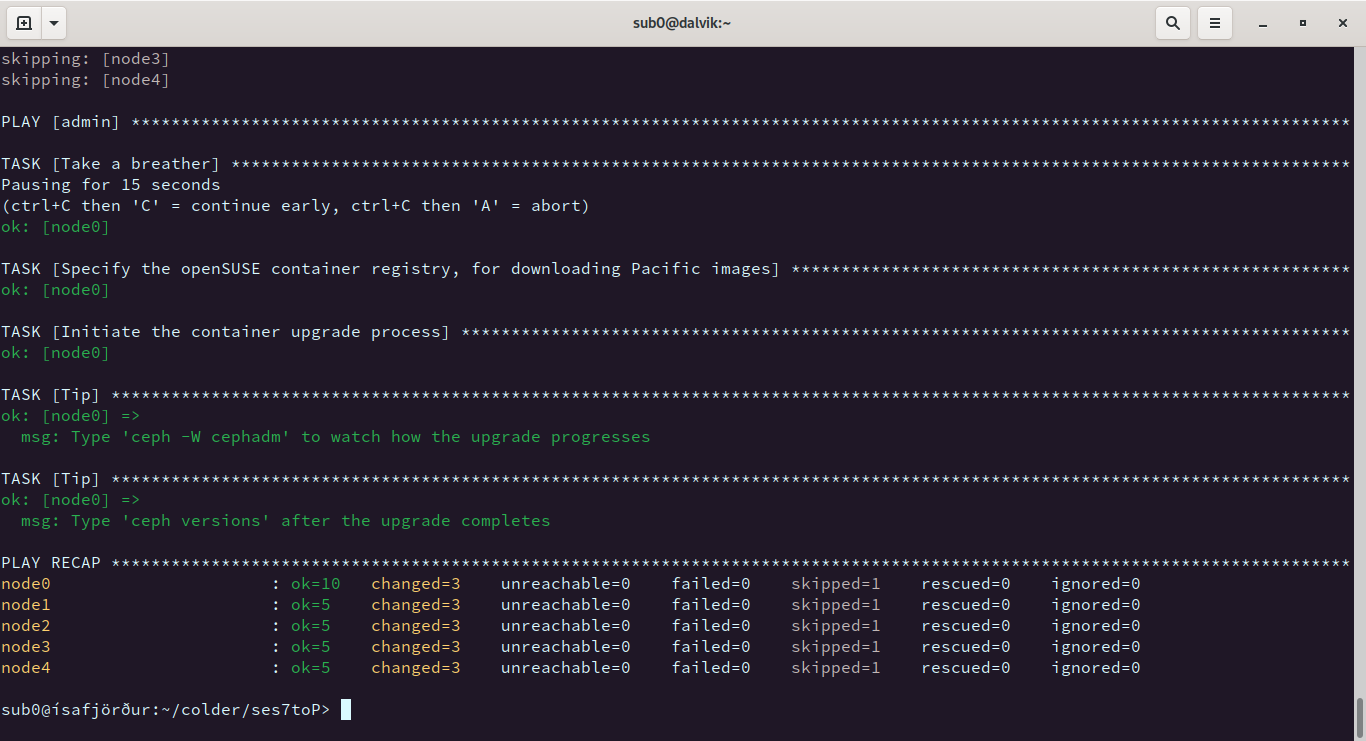 sub0@dalvik:~
skipping: [node3]
skipping: [node4]
PLAY [admin] **************************************************************************************************************************
TASK [Take a breather] ****************************************************************************************************************
Pausing for 15 seconds
(ctrl+C then 'C' = continue early, ctrl+C then 'A' = abort)
ok: [node0]
TASK [Specify the openSUSE container registry, for downloading Pacific images] ********************************************************
ok: [node0]
TASK [Initiate the container upgrade process] *****************************************************************************************
ok: [node0]
TASK [Tip] ****************************************************************************************************************************
ok: [node0] =>
  msg: Type 'ceph -W cephadm' to watch how the upgrade progresses
TASK [Tip] ****************************************************************************************************************************
ok: [node0] =>
  msg: Type 'ceph versions' after the upgrade completes
PLAY RECAP ****************************************************************************************************************************
node0                      : ok=10   changed=3    unreachable=0    failed=0    skipped=1    rescued=0    ignored=0
node1                      : ok=5    changed=3    unreachable=0    failed=0    skipped=1    rescued=0    ignored=0
node2                      : ok=5    changed=3    unreachable=0    failed=0    skipped=1    rescued=0    ignored=0
node3                      : ok=5    changed=3    unreachable=0    failed=0    skipped=1    rescued=0    ignored=0
node4                      : ok=5    changed=3    unreachable=0    failed=0    skipped=1    rescued=0    ignored=0
sub0@ísafjörður:~/colder/ses7toP>